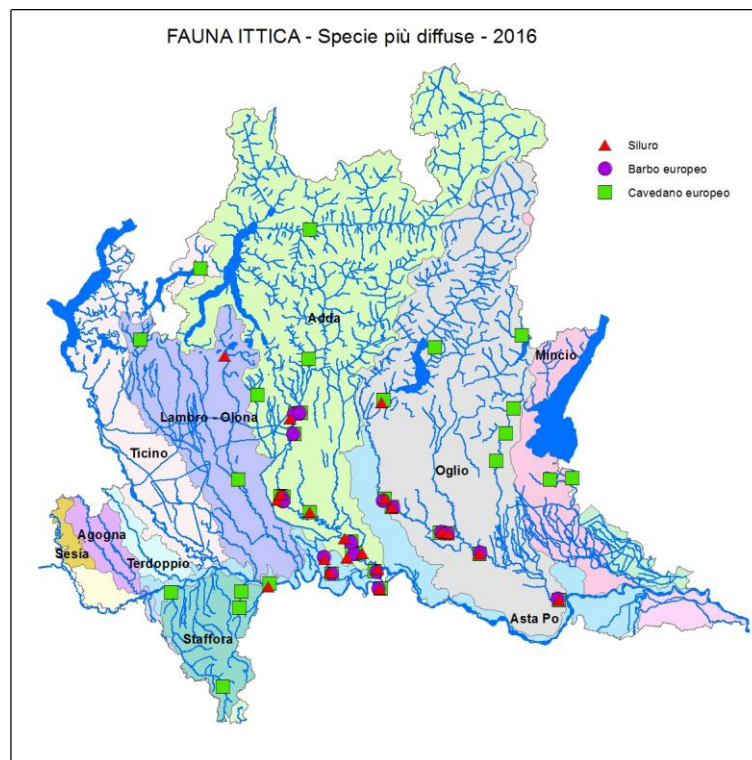 FAUNA ITTICA - Specie più diffuse - 2016
Siluro
Barbo europeo
Cavedano europeo
Adda
Mincio
Lambro - Olona
Ticino
Oglio
Agogna
Sesia
Terdoppio
Asta Po
Staffora